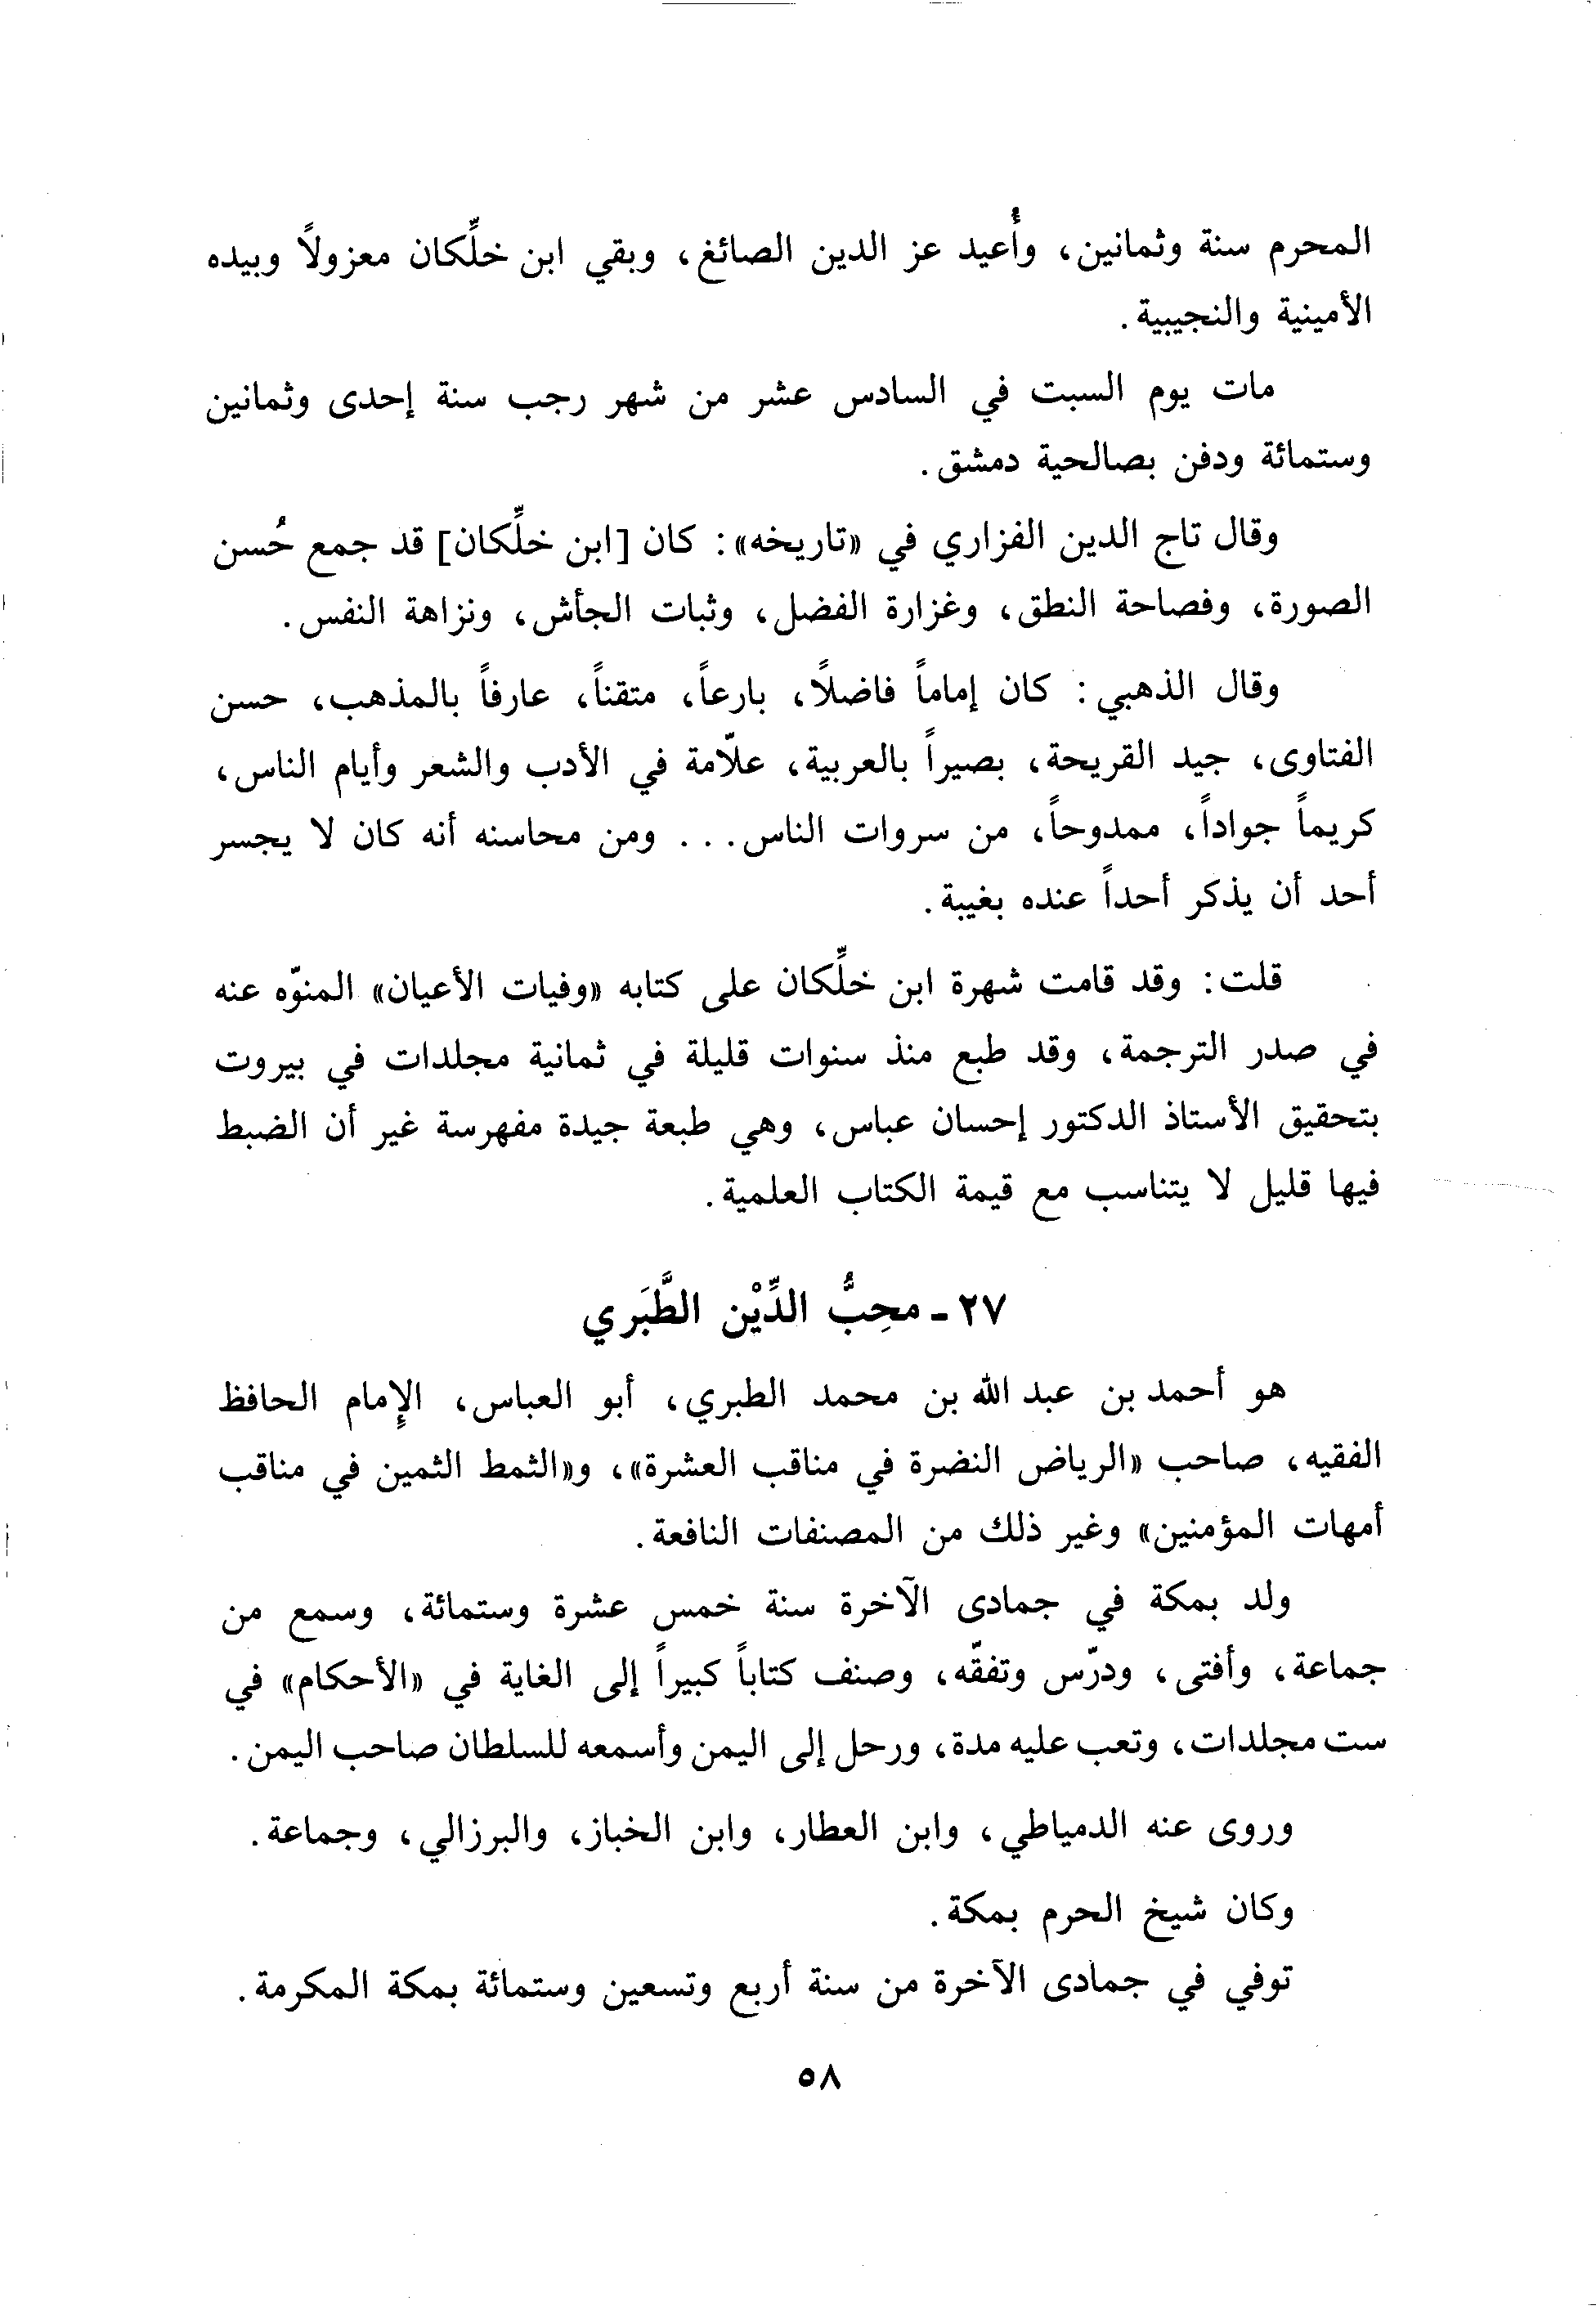 المحرم سنة وثمانين، وأُعيد عز الدين الصائغ، وبقي ابن خلِّكان معزولاً وبيده
الأمينية والنجيبية.
مات يوم السبت في السادس عشر من شهر رجب سنة إحدى وثمانين
وستمائة ودفن بصالحية دمشق.
وقال تاج الدين الفزاري في «تاريخه»: كان [ابن خلِّكان] قد جمع حُسن
الصورة، وفصاحة النطق، وغزارة الفضل، وثبات الجأش، ونزاهة النفس.
وقال الذهبي: كان إماماً فاضلاً، بارعاً، متقناً، عارفاً بالمذهب، حسن
الفتاوى، جيد القريحة، بصيراً بالعربية، علاّمة في الأدب والشعر وأيام الناس،
كريماً جواداً، ممدوحاً، من سروات الناس... ومن محاسنه أنه كان لا يجسر
أحد أن يذكر أحداً عنده بغيبة.
قلت: وقد قامت شهرة ابن خلِّكان على كتابه «وفيات الأعيان» المنوّه عنه
في صدر الترجمة، وقد طبع منذ سنوات قليلة في ثمانية مجلدات في بيروت
بتحقيق الأستاذ الدكتور إحسان عباس، وهي طبعة جيدة مفهرسة غير أن الضبط
فيها قليل لا يتناسب مع قيمة الكتاب العلمية.
٢٧ - محِبُّ الدِّيْن الطَّبَري
هو أحمد بن عبد الله بن محمد الطبري، أبو العباس، الإمام الحافظ
الفقيه، صاحب «الرياض النضرة في مناقب العشرة»، و«الثمط الثمين في مناقب
أمهات المؤمنين» وغير ذلك من المصنفات النافعة.
ولد بمكة في جمادى الآخرة سنة خمس عشرة وستمائة، وسمع من
جماعة، وأفتى، ودرّس وتفقّه، وصنف كتاباً كبيراً إلى الغاية في «الأحكام» في
ست مجلدات، وتعب عليه مدة، ورحل إلى اليمن وأسمعه للسلطان صاحب اليمن.
وروى عنه الدمياطي، وابن العطار، وابن الخباز، والبرزالي، وجماعة.
وكان شيخ الحرم بمكة.
توفي في جمادى الآخرة من سنة أربع وتسعين وستمائة بمكة المكرمة.
٥٨